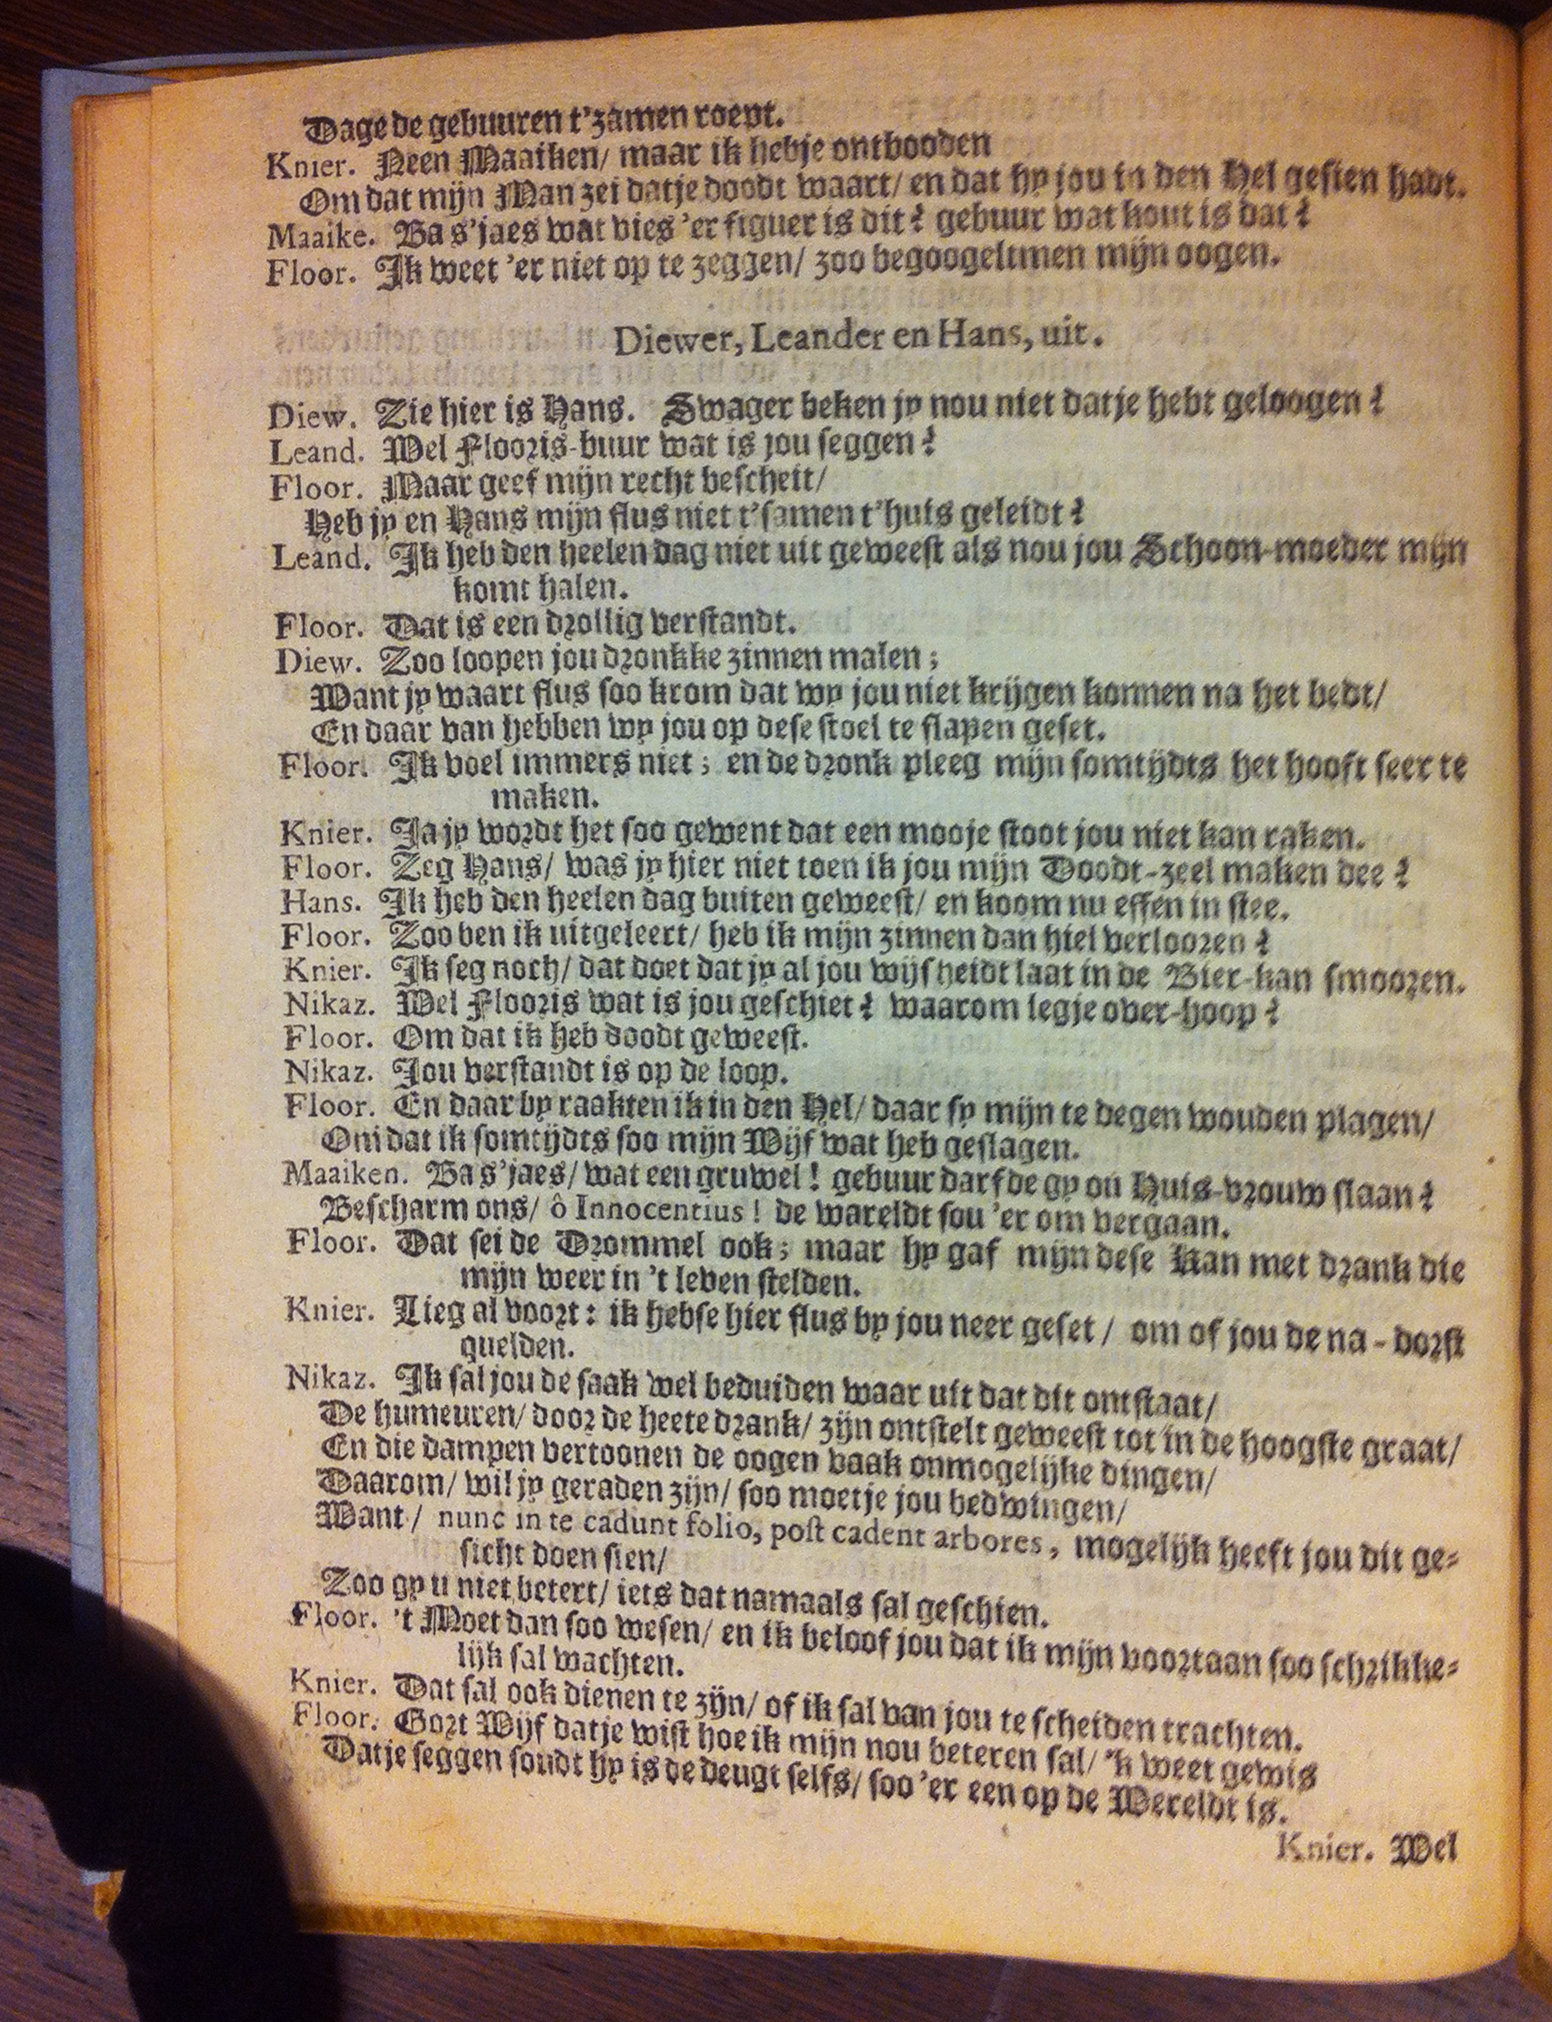 Dage de gebuuren t'zamen roept.
Knier. Neen Maaiken/ maar ik hebje ontbooden
Om dat mijn Man zei datje doodt waart/ en dat hy jou in den Hel gesien hadt.
Maaike. Ba s'jaes wat vies 'er figuer is dit? gebuur wat kout is dat?
Floor. Ik weet 'er niet op te zeggen/ zoo begoogeltmen mijn oogen.
Diewer, Leander en Hans, uit.
Diew. Zie hier is Hans. Swager beken jy nou niet datje hebt geloogen?
Leand. Wel Flooris-buur wat is jou seggen?
Floor. Maar geef mijn recht bescheit/
Heb jy en Hans mijn flus niet t'samen t'huis geleidt?
Leand. Ik heb den heelen dag niet uit geweest als nou jou Schoon-moeder mijn
komt halen.
Floor. Dat is een drollig verstandt.
Diew. Zoo loopen jou dronkke zinnen malen;
Want jy waart flus soo krom dat wy jou niet krijgen konnen na het bedt/
En daar van hebben wy jou op dese stoel te slapen geset.
Floor. Ik voel immers niet; en de dronk pleeg mijn somtijdts het hooft seer te
maken.
Knier. Ja jy wordt het soo gewent dat een mooje stoot jou niet kan raken.
Floor. Zeg Hans/ was jy hier niet toen ik jou mijn Doodt-zeel maken dee?
Hans. Ik heb den heelen dag buiten geweest/ en koom nu effen in stee.
Floor. Zoo ben ik uitgeleert/ heb ik mijn zinnen dan hiel verlooren?
Knier. Ik seg noch/ dat doet dat jy al jou wijsheidt laat in de Bier-kan smooren.
Nikaz. Wel Flooris wat is jou geschiet? waarom legje over-hoop?
Floor. Om dat ik heb doodt geweest.
Nikaz. Jou verstandt is op de loop.
Floor. En daar by raakten ik in den Hel/ daar sy mijn te degen wouden plagen/
Om dat ik somtijdts soo mijn Wijf wat heb geslagen.
Maaiken. Ba s'jaes/ wat een gruwel! gebuur darfde gy ou Huis-vrouw slaan?
Bescharm ons/ ô Innocentius! de wareldt sou 'er om vergaan.
Floor. Dat sei de Drommel ook; maar hy gaf mijn dese Kan met drank die
mijn weer in 't leven stelden.
Knier. Lieg al voort: ik hebse hier flus by jou neer geset/ om of jou de na-dorst
quelden.
Nikaz. Ik sal jou de saak wel beduiden waar uit dat dit ontstaat/
De humeuren/ door de heete drank/ zijn ontstelt geweest tot in de hoogste graat/
En die dampen vertoonen de oogen vaak onmogelijke dingen/
Daarom/ wil jy geraden zijn/ soo moetje jou bedwingen/
Want/ nunc in te cadunt folio, post cadent arbores, mogelijk heeft jou dit ge-
sicht doen sien/
Zoo gy u niet betert/ iets dat namaals sal geschien.
Floor. 't Moet dan soo wesen/ en ik beloof jou dat ik mijn voortaan soo schrikke-
lijk sal wachten.
Knier. Dat sal ook dienen te zijn/ of ik sal van jou te scheiden trachten.
Floor. Gort Wijf datje wist hoe ik mijn nou beteren sal/ 'k weet gewis
Datje seggen soudt hy is de deugt selfs/ soo 'er een op de Wereldt is.
Knier. Wel